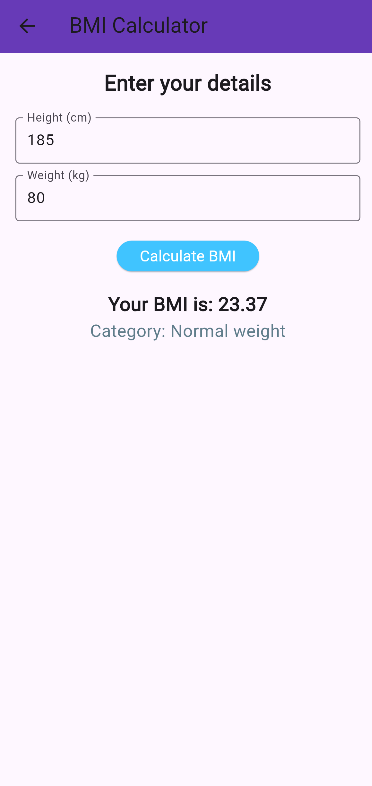 BMI Calculator
Enter your details
Height (cm)
185
Weight (kg)
80
Calculate BMI
Your BMI is: 23.37
Category: Normal weight